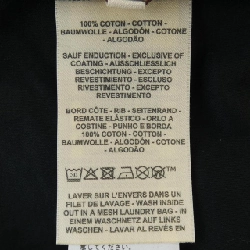 100% COTON - COTTON -
BAUMWOLLE - ALGODÓN - COTONE
- ALGODÃO
SAUF ENDUCTION - EXCLUSIVE OF
COATING - AUSSCHLIESSLICH
BESCHICHTUNG - EXCEPTO
REVESTIMIENTO - ESCLUSO
RIVESTIMENTO - EXCEPTO
REVESTIMENTO
BORD CÔTE - RIB - SEITENRAND -
REMATE ELÁSTICO - ORLO A
COSTINE - PUNHO E BORDA
100% COTON - COTTON -
BAUMWOLLE - ALGODÓN - COTONE
- ALGODÃO
LAVER SUR L'ENVERS DANS UN
FILET DE LAVAGE - WASH INSIDE
OUT IN A MESH LAUNDRY BAG - IN
EINEM WASCHNETZ AUF LINKS
WASCHEN - LAVAR DO REVÉS EN